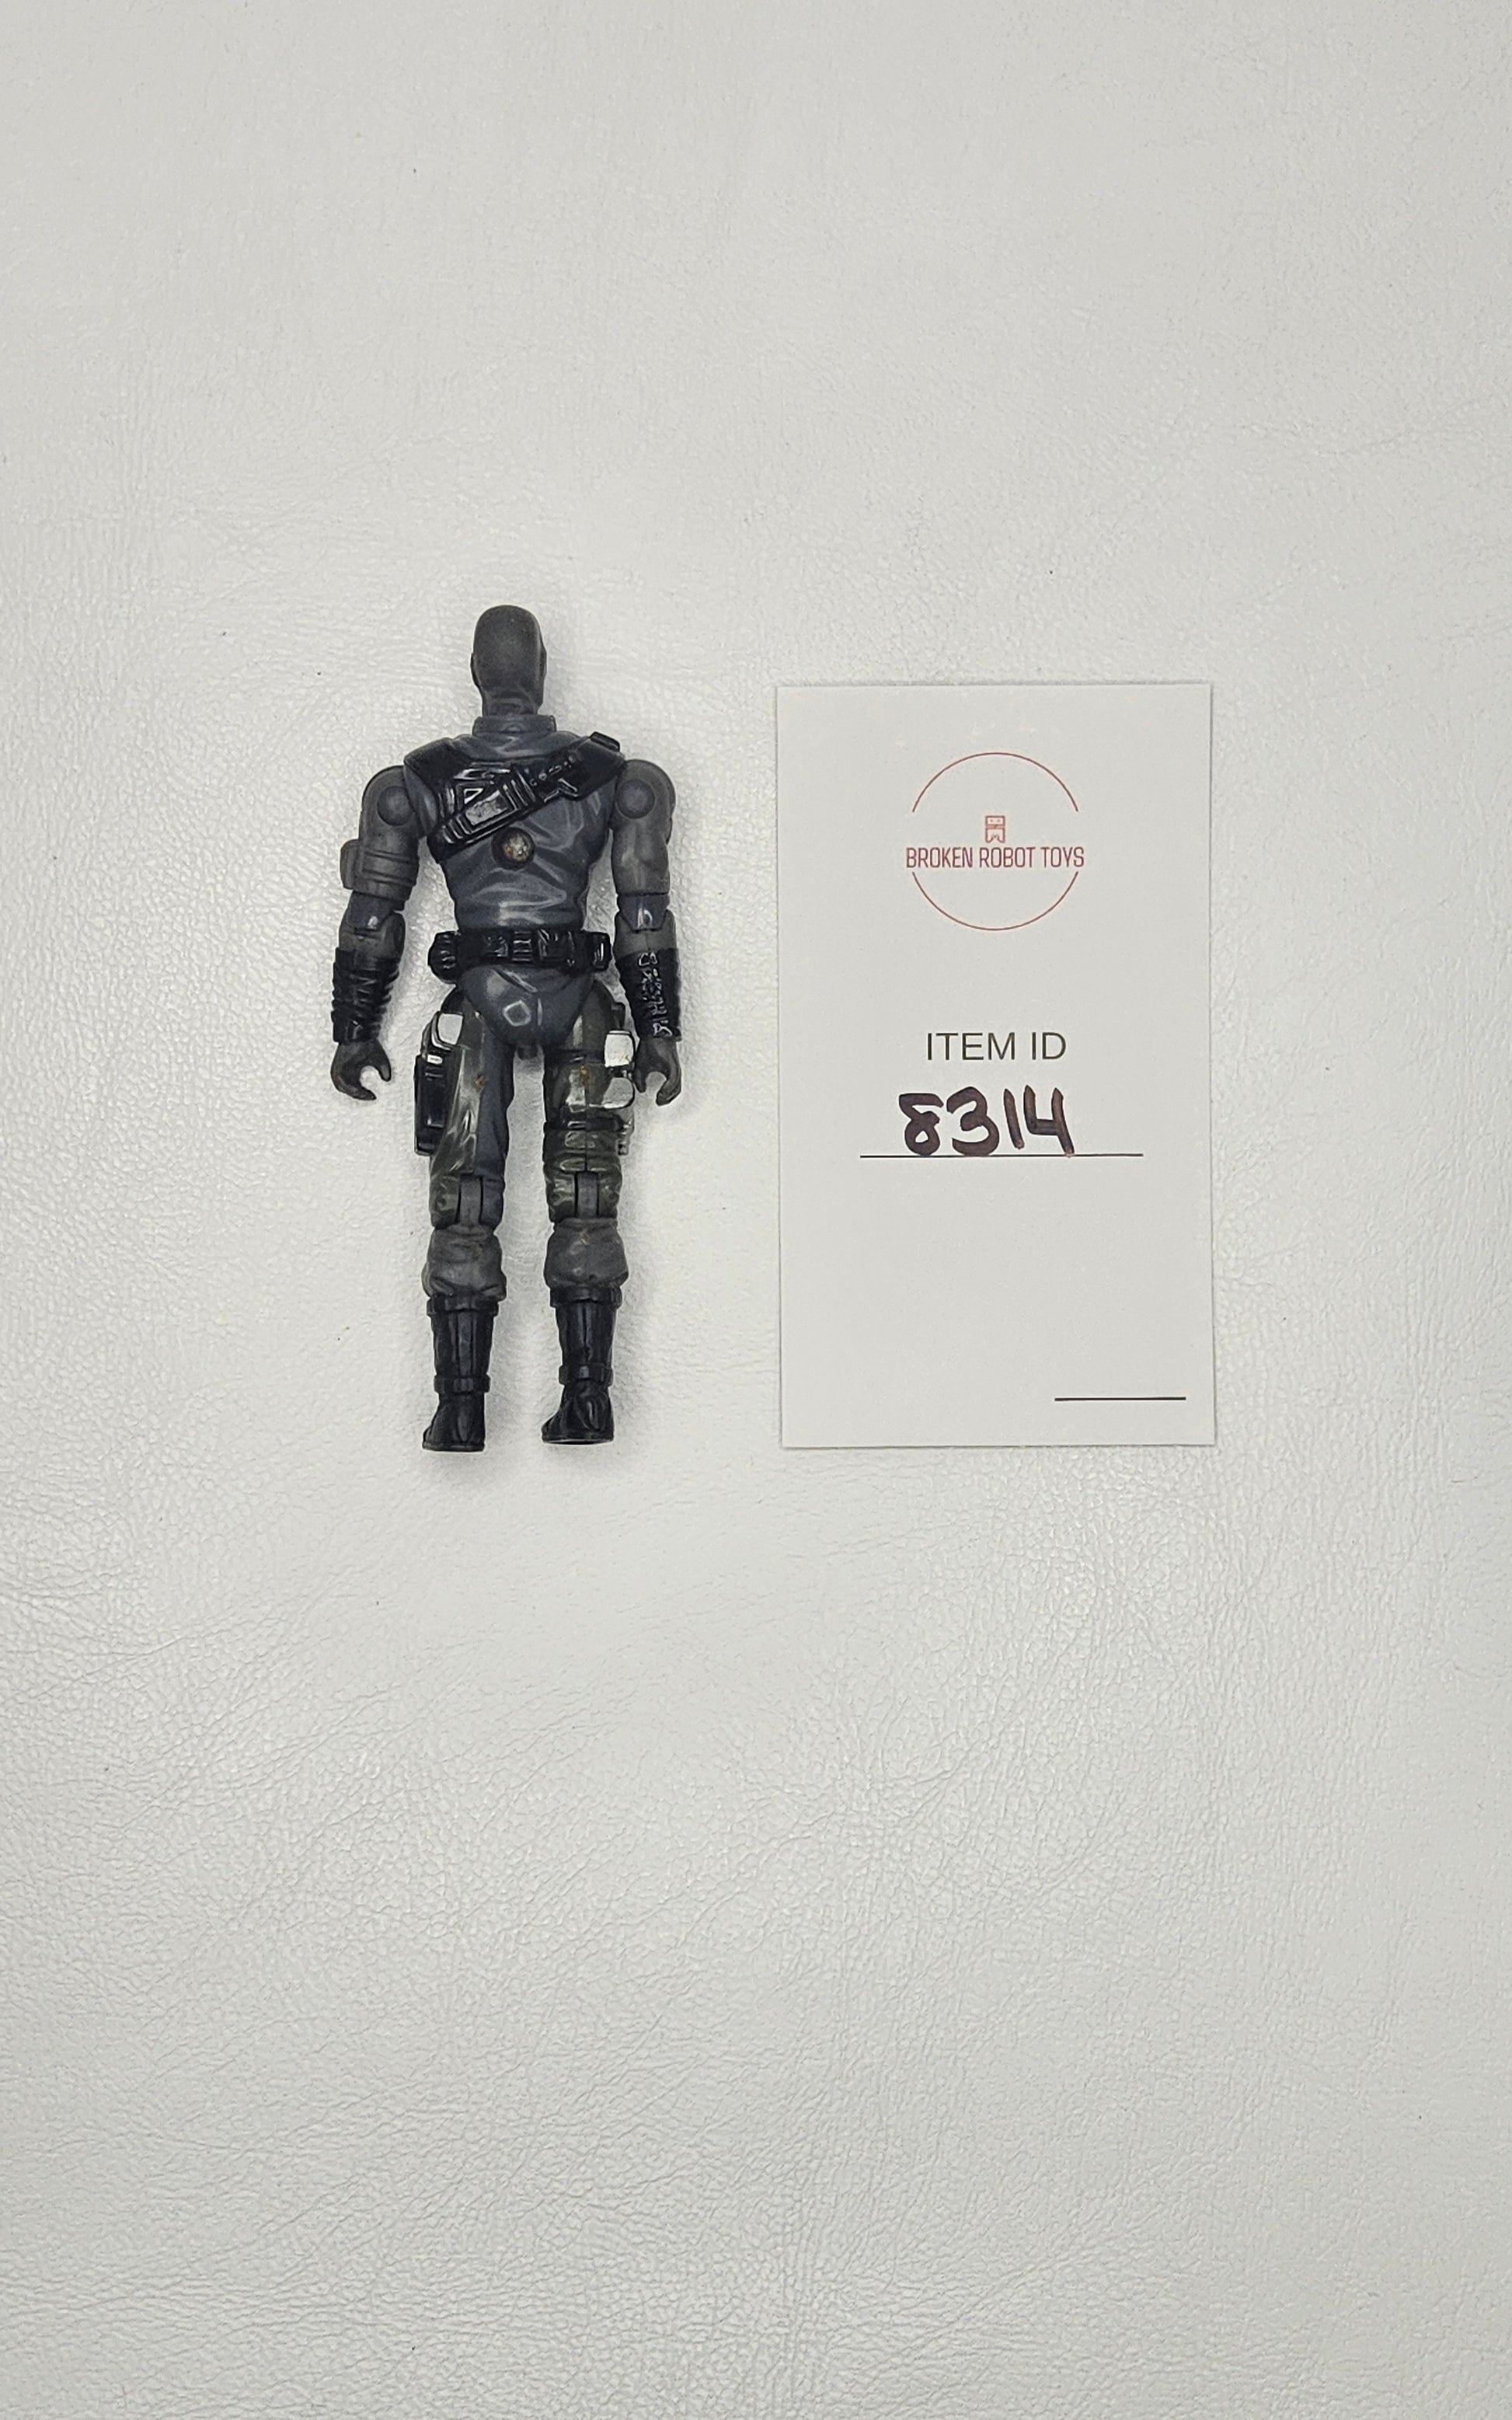 BROKEN ROBOT TOYS
ITEM ID
8314